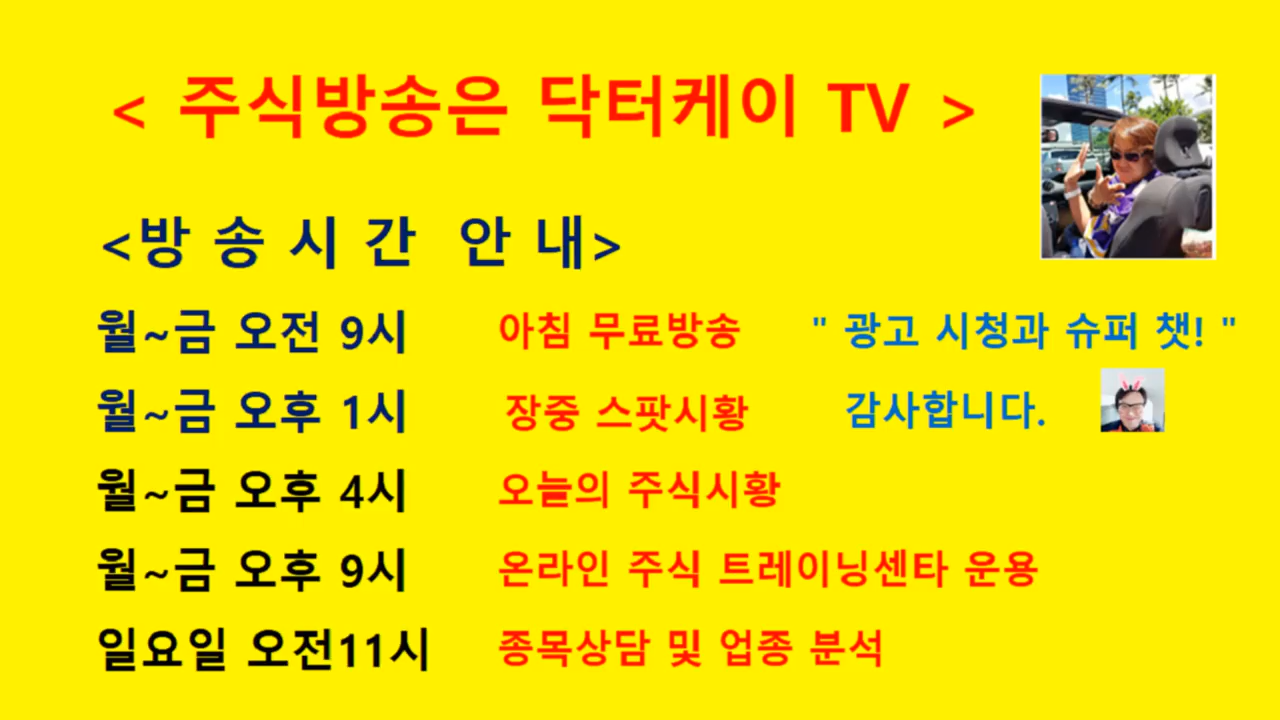 < 주식방송은 닥터케이 TV >
<방 송 시 간 안 내>
월~금 오전 9시 아침 무료방송 " 광고 시청과 슈퍼 챗! "
월~금 오후 1시 장중 스팟시황 감사합니다.
월~금 오후 4시 오늘의 주식시황
월~금 오후 9시 온라인 주식 트레이닝센타 운용
일요일 오전11시 종목상담 및 업종 분석